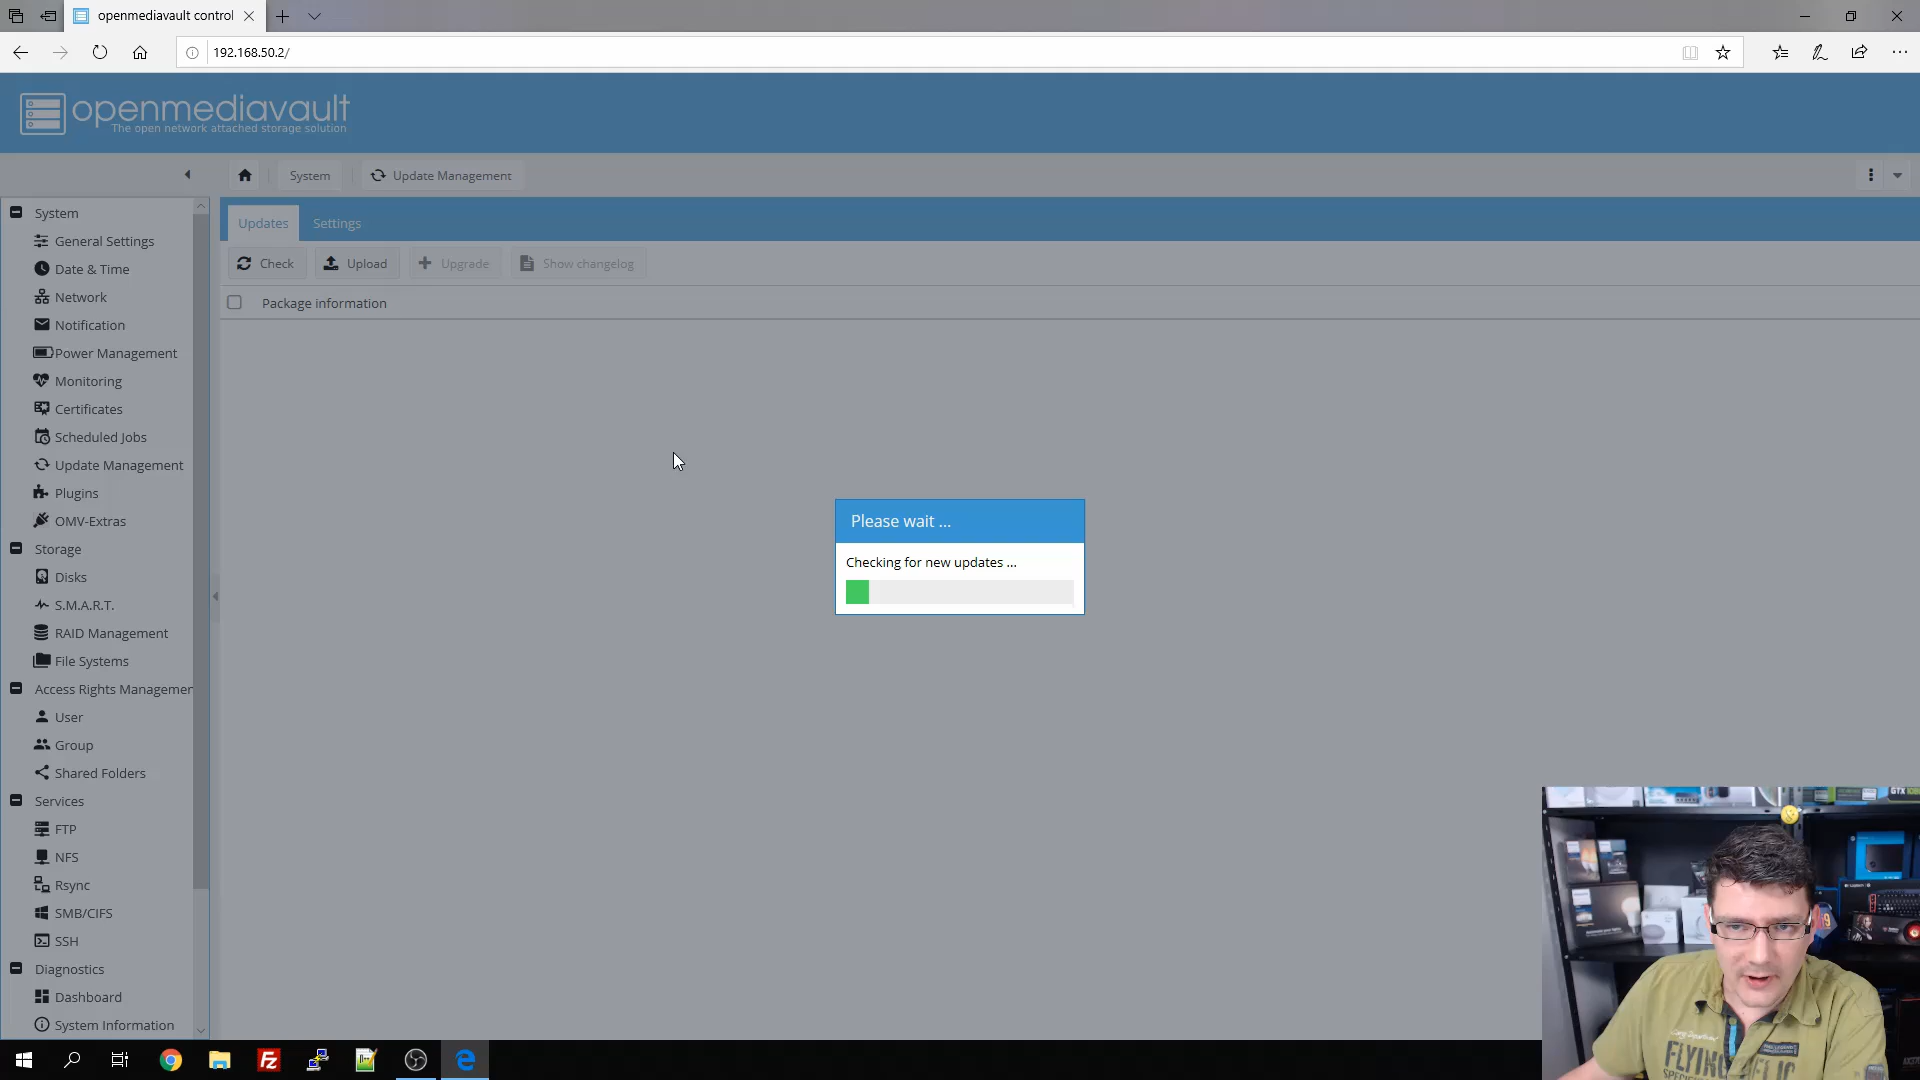 openmediavault control
192.168.50.2/
openmediavault
The open network attached storage solution
System
Update Management
Updates
Settings
Check
Upload
Upgrade
Show changelog
Package information
System
General Settings
Date & Time
Network
Notification
Power Management
Monitoring
Certificates
Scheduled Jobs
Update Management
Plugins
OMV-Extras
Storage
Disks
S.M.A.R.T.
RAID Management
File Systems
Access Rights Managemen
User
Group
Shared Folders
Services
FTP
NFS
Rsync
SMB/CIFS
SSH
Diagnostics
Dashboard
System Information
Please wait ...
Checking for new updates ...
FLYING